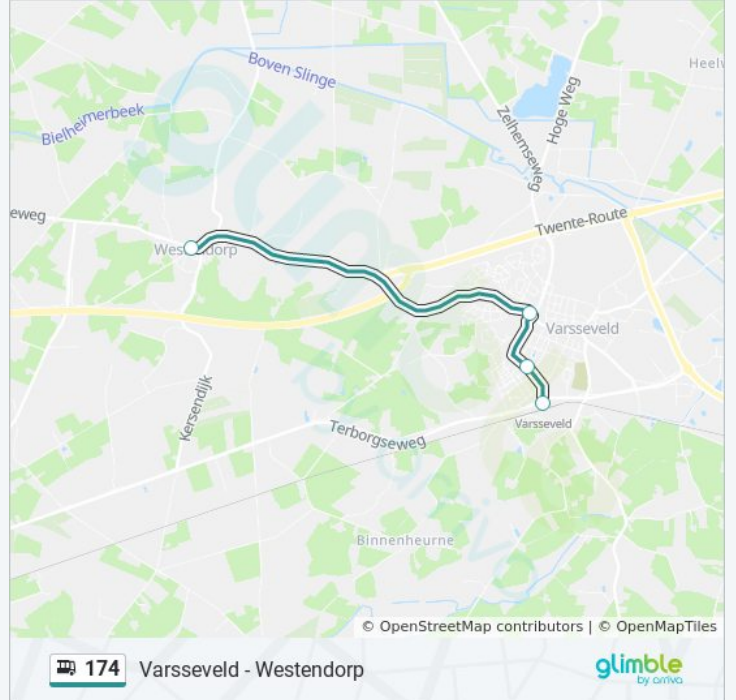 Boven Slinge
Bielheimerbeek
Heelw
Zelhemseweg
Hoge Weg
eweg
Twente-Route
Westendorp
Varsseveld
Kersendijk
Varsseveld
Terborgseweg
Binnenheurne
© OpenStreetMap contributors | © OpenMapTiles
174 Varsseveld - Westendorp
glimble
by arriva